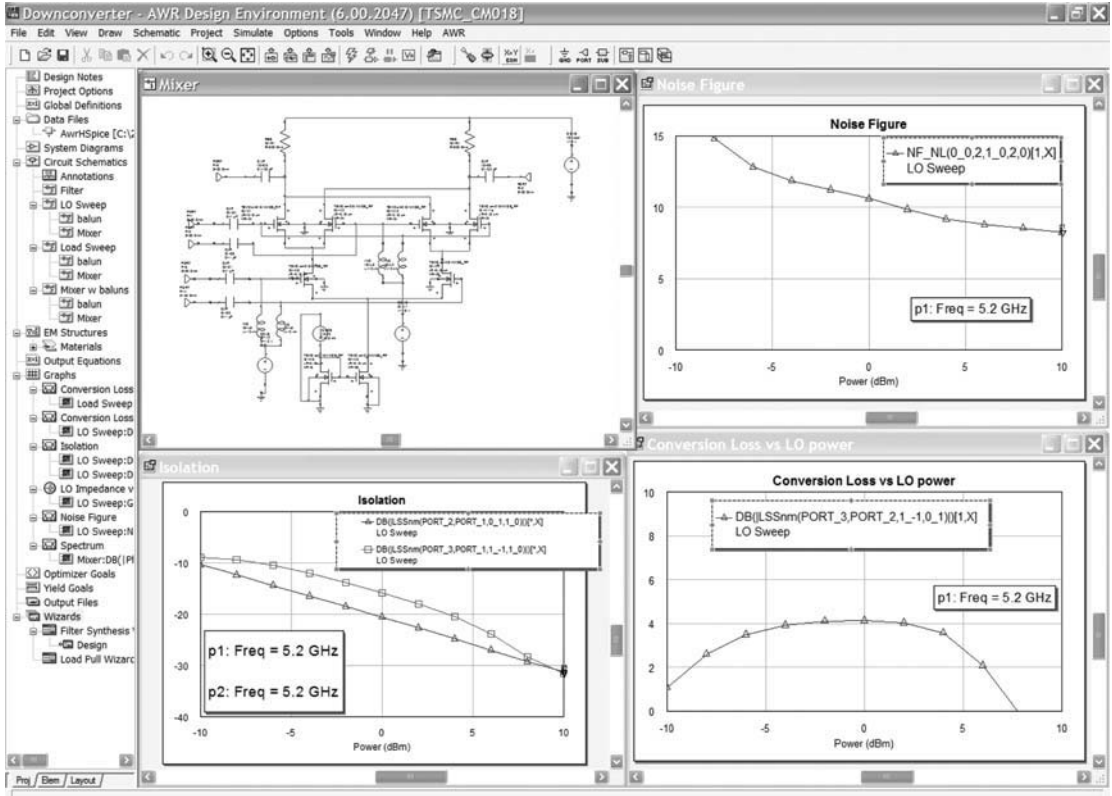 Downconverter - AWR Design Environment (6.00.2047) [TSMC_CM018]
File Edit View Draw Schematic Project Simulate Options Tools Window Help AWR
Design Notes
Project Options
Global Definitions
Data Files
AwrHSpice [C:\
System Diagrams
Circuit Schematics
Annotations
Filter
LO Sweep
balun
Mixer
Load Sweep
balun
Mixer
Mixer w baluns
balun
Mixer
EM Structures
Materials
Output Equations
Graphs
Conversion Loss
Load Sweep
Conversion Loss
LO Sweep:D
Isolation
LO Sweep:D
LO Sweep:D
LO Impedance v
LO Sweep:G
Noise Figure
LO Sweep:N
Spectrum
Mixer:DB(|Pl
Optimizer Goals
Yield Goals
Output Files
Wizards
Filter Synthesis
Design
Load Pull Wizarc
Proj Elem Layout
Mixer
Noise Figure
Noise Figure
15
10
5
0
NF_NL(0_0,2,1_0,2,0)[1,X]
LO Sweep
p1: Freq = 5.2 GHz
-10 -5 0 5 10
Power (dBm)
Isolation
Isolation
0
-10
-20
-30
-40
DB(|LSSnm(PORT_2,PORT_1,0_1,1_0)|)[*,X]
LO Sweep
DB(|LSSnm(PORT_3,PORT_1,1_-1,1_0)|)[*,X]
LO Sweep
p1: Freq = 5.2 GHz
p2: Freq = 5.2 GHz
-10 -5 0 5 10
Power (dBm)
Conversion Loss vs LO power
Conversion Loss vs LO power
10
8
6
4
2
0
DB(|LSSnm(PORT_3,PORT_2,1_-1,0_1)|)[1,X]
LO Sweep
p1: Freq = 5.2 GHz
-10 -5 0 5 10
Power (dBm)